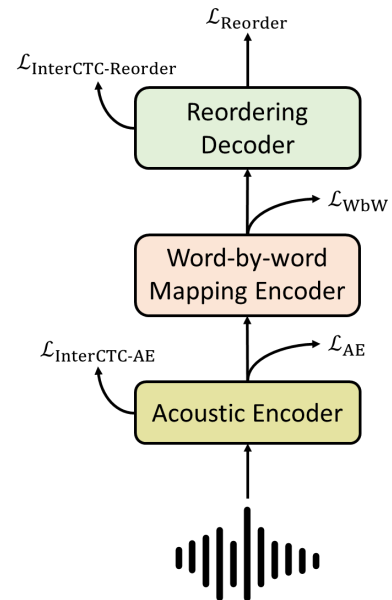 ℒReorder
ℒInterCTC-Reorder
Reordering
Decoder
ℒWbW
Word-by-word
Mapping Encoder
ℒInterCTC-AE
ℒAE
Acoustic Encoder